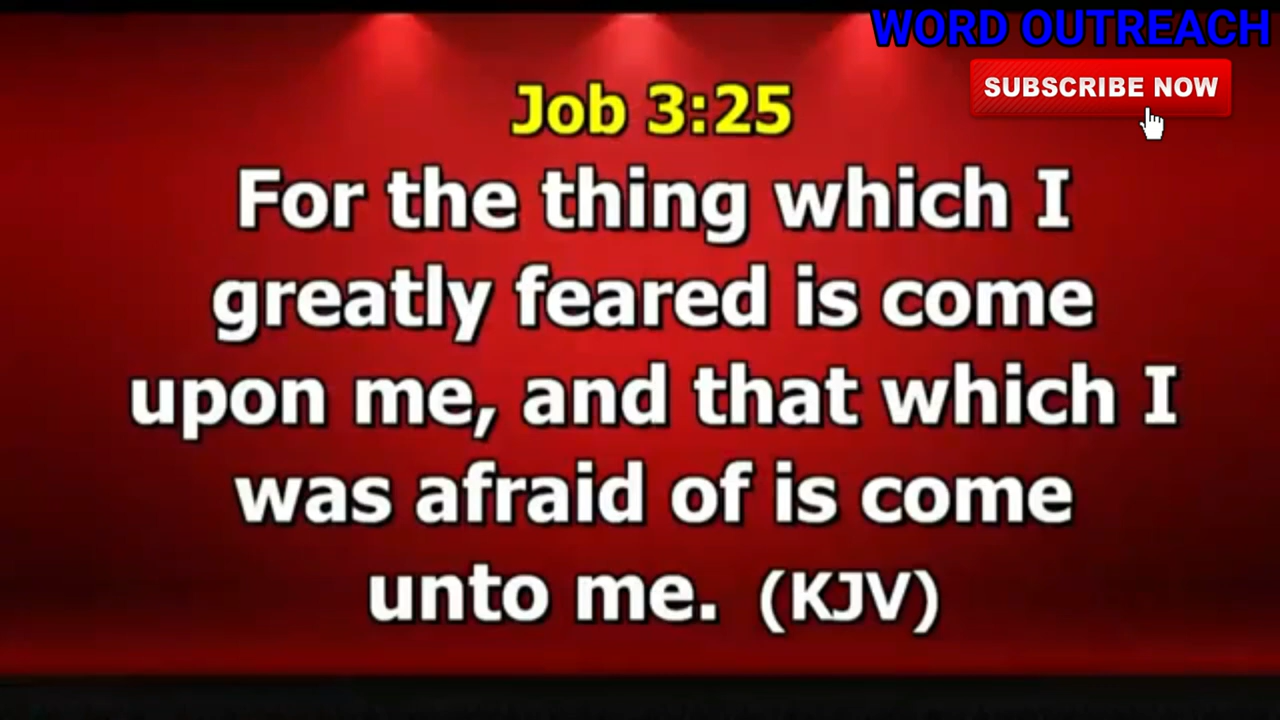 WORD OUTREACH
SUBSCRIBE NOW
Job 3:25
For the thing which I
greatly feared is come
upon me, and that which I
was afraid of is come
unto me. (KJV)